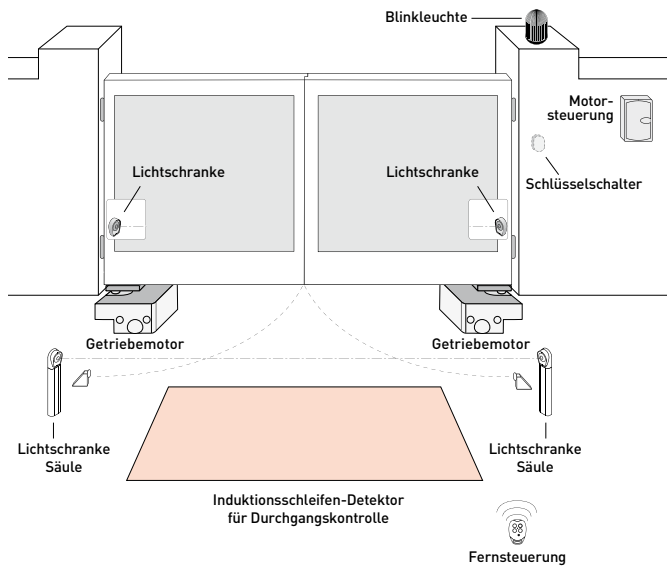 Blinkleuchte
Motor-
steuerung
Lichtschranke
Lichtschranke
Schlüsselschalter
Getriebemotor
Getriebemotor
Lichtschranke
Säule
Lichtschranke
Säule
Induktionsschleifen-Detektor
für Durchgangskontrolle
Fernsteuerung